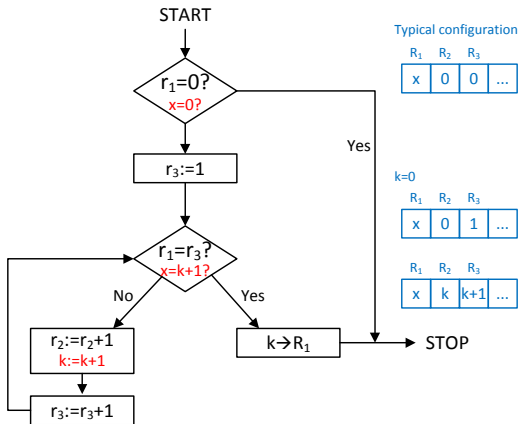 START
Typical configuration
R₁ R₂ R₃
x 0 0 ...
r₁=0?
x=0?
Yes
r₃:=1
k=0
R₁ R₂ R₃
x 0 1 ...
r₁=r₃?
x=k+1?
R₁ R₂ R₃
x k k+1 ...
No
Yes
r₂:=r₂+1
k:=k+1
k→R₁
STOP
r₃:=r₃+1